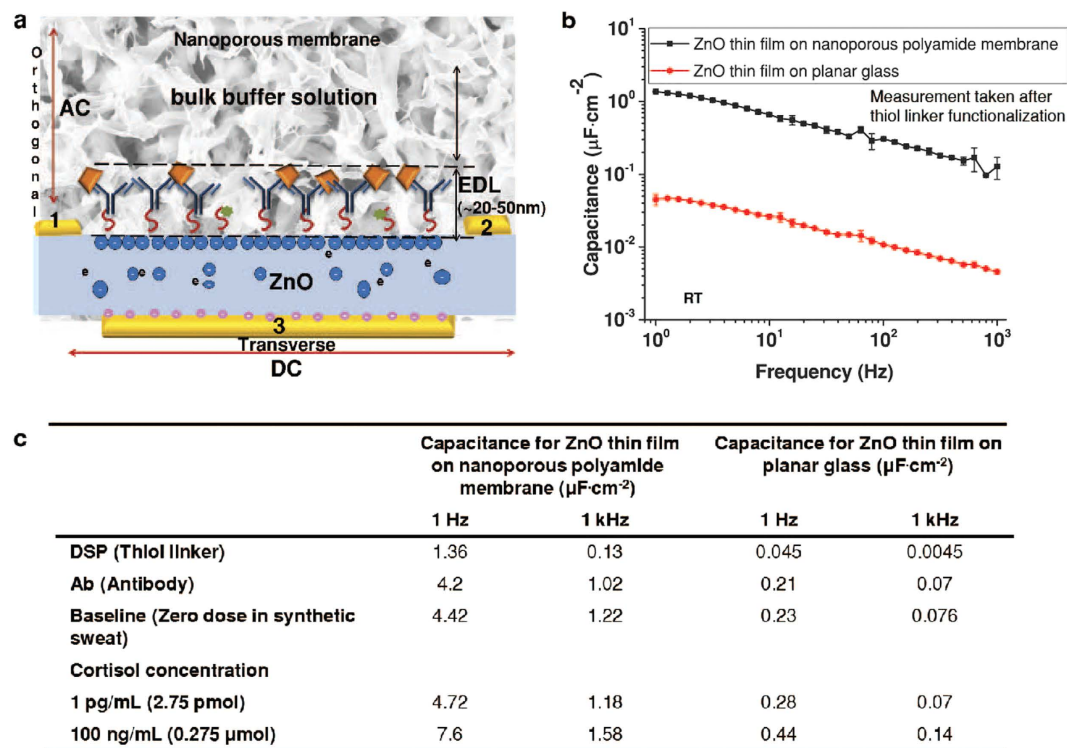 a
Nanoporous membrane
bulk buffer solution
Orthogonal
AC
EDL
(~20-50nm)
1
2
e
e
e
e
e
ZnO
3
Transverse
DC
b
ZnO thin film on nanoporous polyamide membrane
ZnO thin film on planar glass
Measurement taken after
thiol linker functionalization
Capacitance (μF·cm-2)
10¹
10⁰
10⁻¹
10⁻²
10⁻³
RT
10⁰ 10¹ 10² 10³
Frequency (Hz)
c
Capacitance for ZnO thin film
on nanoporous polyamide
membrane (μF·cm-2)
Capacitance for ZnO thin film on
planar glass (μF·cm-2)
1 Hz 1 kHz 1 Hz 1 kHz
DSP (Thiol linker) 1.36 0.13 0.045 0.0045
Ab (Antibody) 4.2 1.02 0.21 0.07
Baseline (Zero dose in synthetic
sweat) 4.42 1.22 0.23 0.076
Cortisol concentration
1 pg/mL (2.75 pmol) 4.72 1.18 0.28 0.07
100 ng/mL (0.275 μmol) 7.6 1.58 0.44 0.14